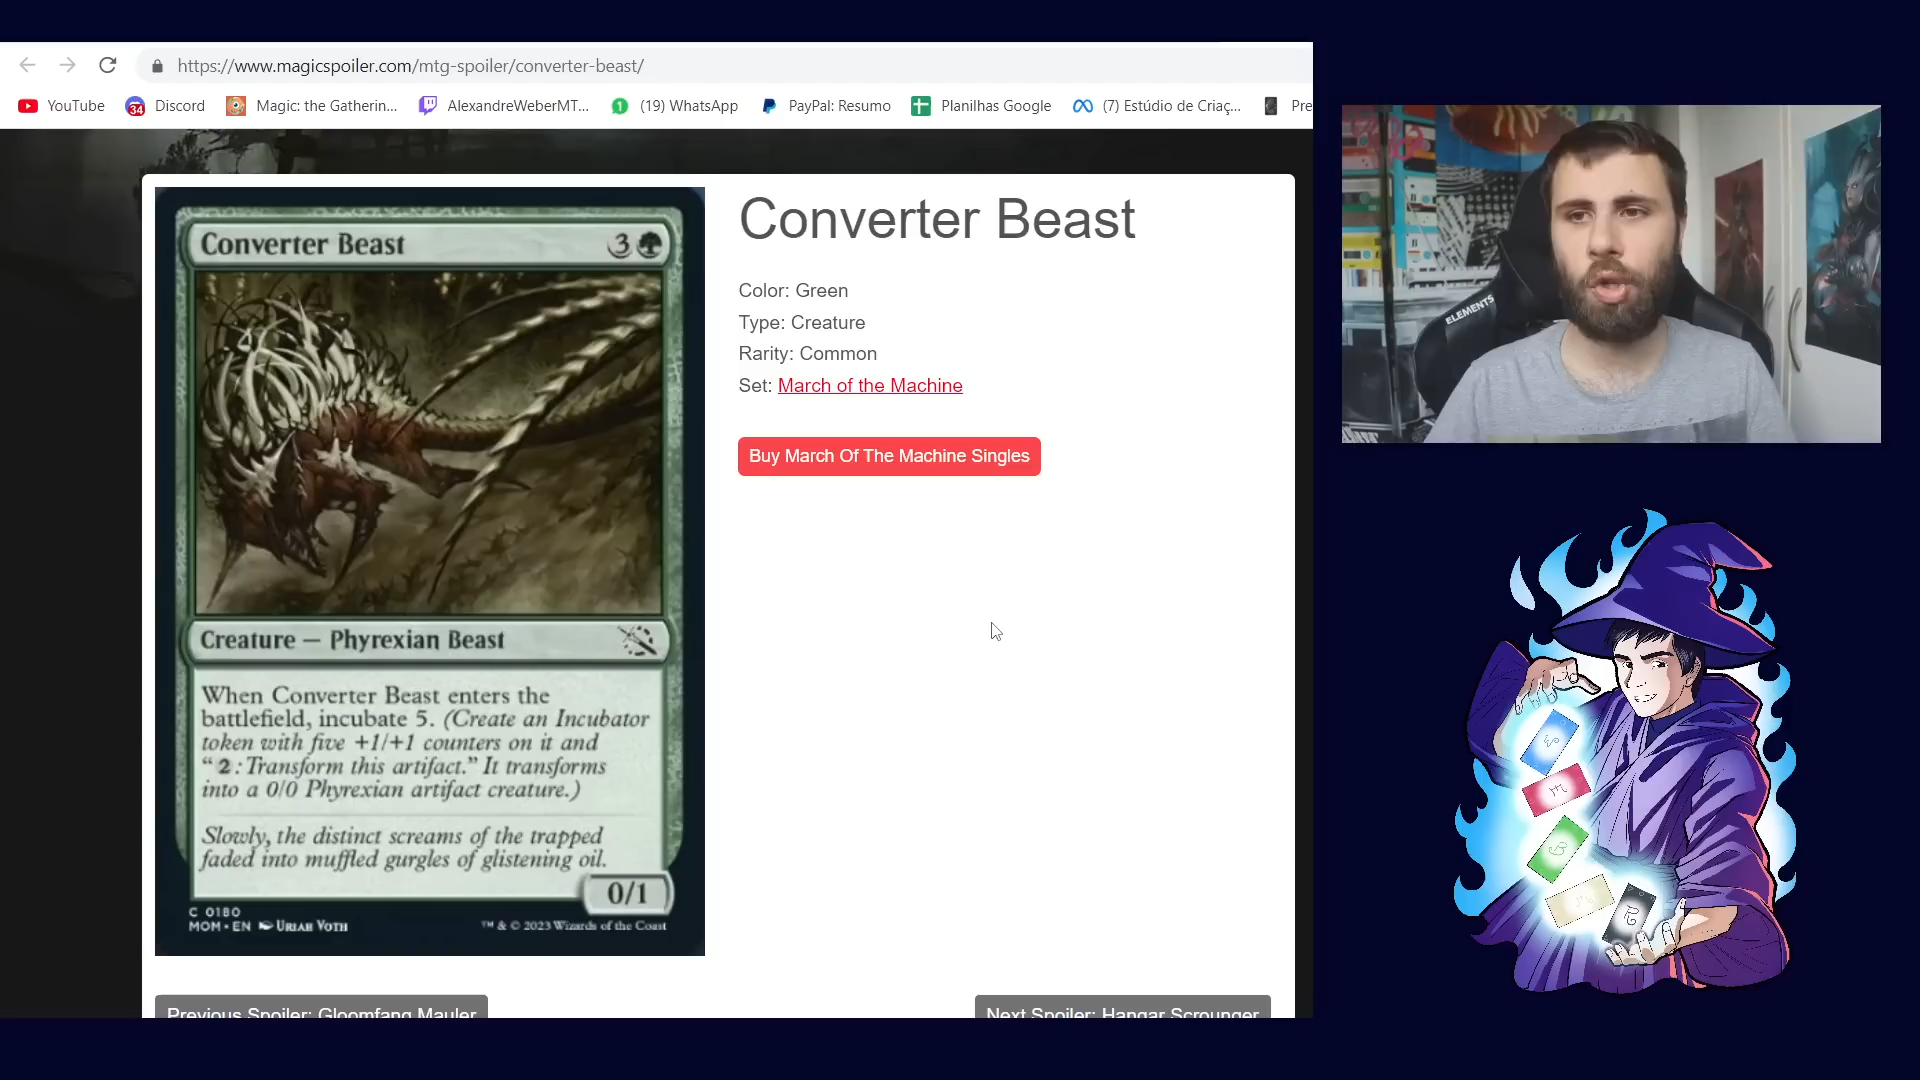 https://www.magicspoiler.com/mtg-spoiler/converter-beast/
YouTube
34
Discord
Magic: the Gatherin...
AlexandreWeberMT...
1
(19) WhatsApp
PayPal: Resumo
Planilhas Google
(7) Estúdio de Criaç...
Pre
Converter Beast
3
Creature — Phyrexian Beast
When Converter Beast enters the
battlefield, incubate 5. (Create an Incubator
token with five +1/+1 counters on it and
“2: Transform this artifact.” It transforms
into a 0/0 Phyrexian artifact creature.)
Slowly, the distinct screams of the trapped
faded into muffled gurgles of glistening oil.
0/1
C 0180
MOM • EN Uriah Voth
™ & © 2023 Wizards of the Coast
Converter Beast
Color: Green
Type: Creature
Rarity: Common
Set: March of the Machine
Buy March Of The Machine Singles
Previous Spoiler: Gloomfang Mauler
Next Spoiler: Hangar Scrounger
ELEMENTS